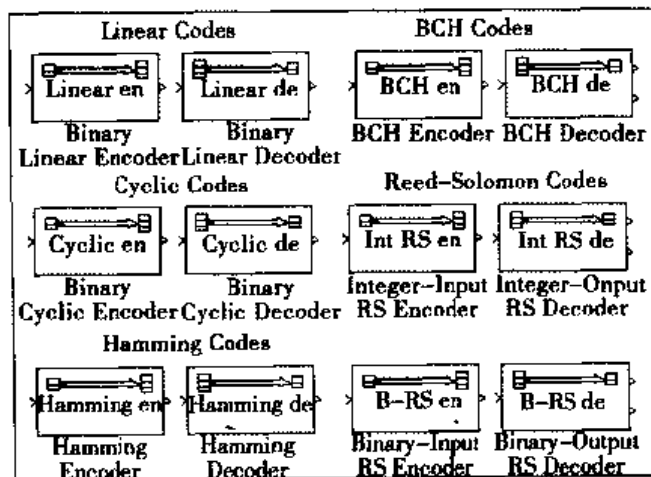 Linear Codes BCH Codes
Linear en Linear de BCH en BCH de
Binary Binary BCH Encoder BCH Decoder
Linear Encoder Linear Decoder
Cyclic Codes Reed-Solomon Codes
Cyclic en Cyclic de Int RS en Int RS de
Binary Binary Integer-Input Integer-Onput
Cyclic Encoder Cyclic Decoder RS Encoder RS Decoder
Hamming Codes
Hamming en Hamming de B-RS en B-RS de
Hamming Hamming Binary-Input Binary-Output
Encoder Decoder RS Encoder RS Decoder